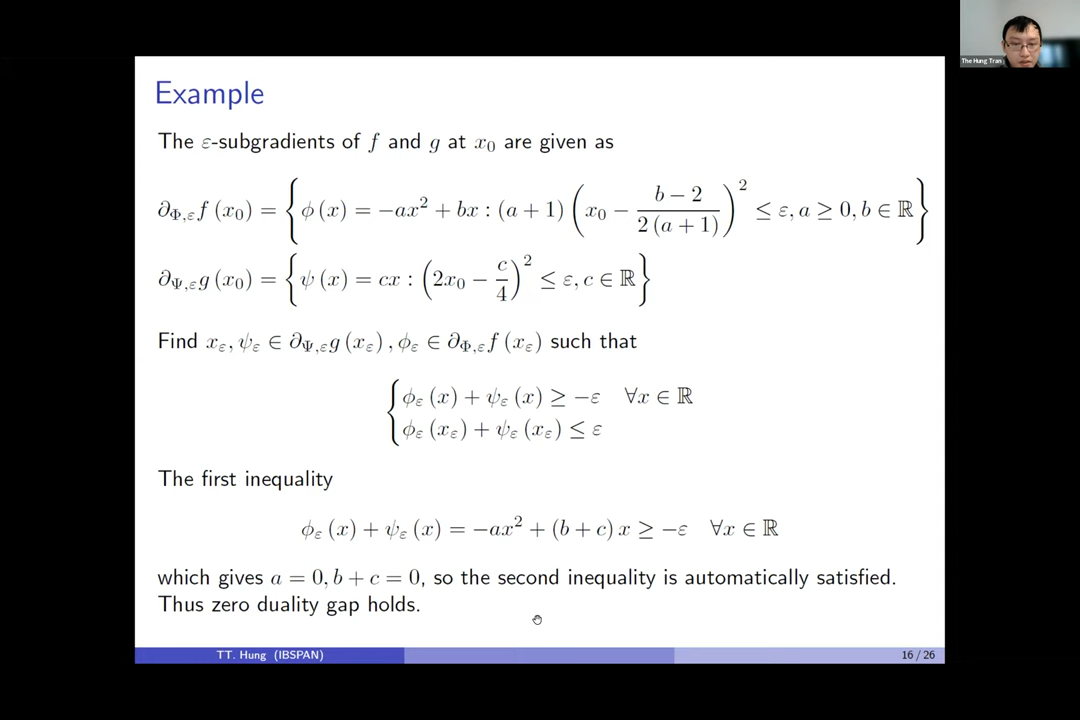 The Hung Tran
Example
The ε-subgradients of f and g at x₀ are given as
∂_{Φ,ε} f (x₀) = { φ (x) = −ax² + bx : (a + 1) ( x₀ − \frac{b − 2}{2 (a + 1)} )² ≤ ε, a ≥ 0, b ∈ ℝ }
∂_{Ψ,ε} g (x₀) = { ψ (x) = cx : ( 2x₀ − \frac{c}{4} )² ≤ ε, c ∈ ℝ }
Find x_ε, ψ_ε ∈ ∂_{Ψ,ε} g (x_ε) , φ_ε ∈ ∂_{Φ,ε} f (x_ε) such that
φ_ε (x) + ψ_ε (x) ≥ −ε ∀x ∈ ℝ
φ_ε (x_ε) + ψ_ε (x_ε) ≤ ε
The first inequality
φ_ε (x) + ψ_ε (x) = −ax² + (b + c) x ≥ −ε ∀x ∈ ℝ
which gives a = 0, b + c = 0, so the second inequality is automatically satisfied.
Thus zero duality gap holds.
TT. Hung (IBSPAN)
16 / 26